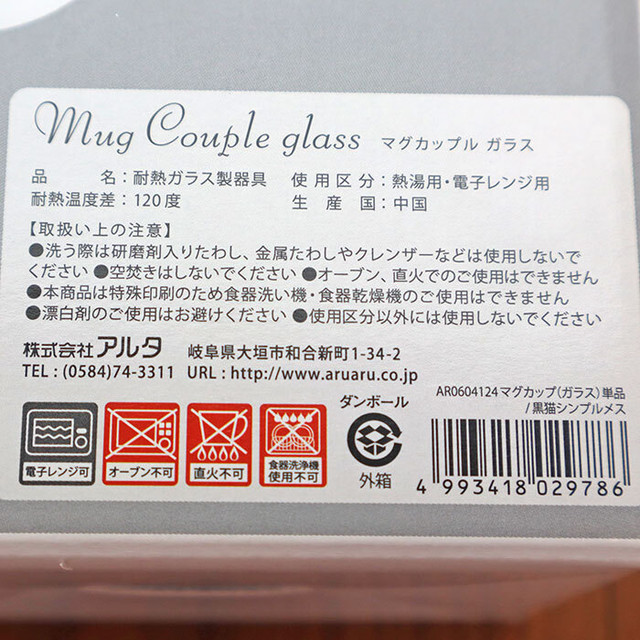 Mug Couple glass マグカップル ガラス
品 名：耐熱ガラス製器具 使用区分：熱湯用・電子レンジ用
耐熱温度差：120度 生産国：中国
【取扱い上の注意】
●洗う際は研磨剤入りたわし、金属たわしやクレンザーなどは使用しないで
ください ●空焚きはしないでください ●オーブン、直火でのご使用はできません
●本商品は特殊印刷のため食器洗い機・食器乾燥機のご使用はできません
●漂白剤のご使用はお避けください ●使用区分以外には使用しないでください
株式会社アルタ 岐阜県大垣市和合新町1-34-2
TEL：(0584)74-3311 URL：http://www.aruaru.co.jp
AR0604124マグカップ(ガラス)単品
/黒猫シンプルメス
電子レンジ可
オーブン不可
直火不可
食器洗浄機
使用不可
ダンボール
外箱
4 993418 029786